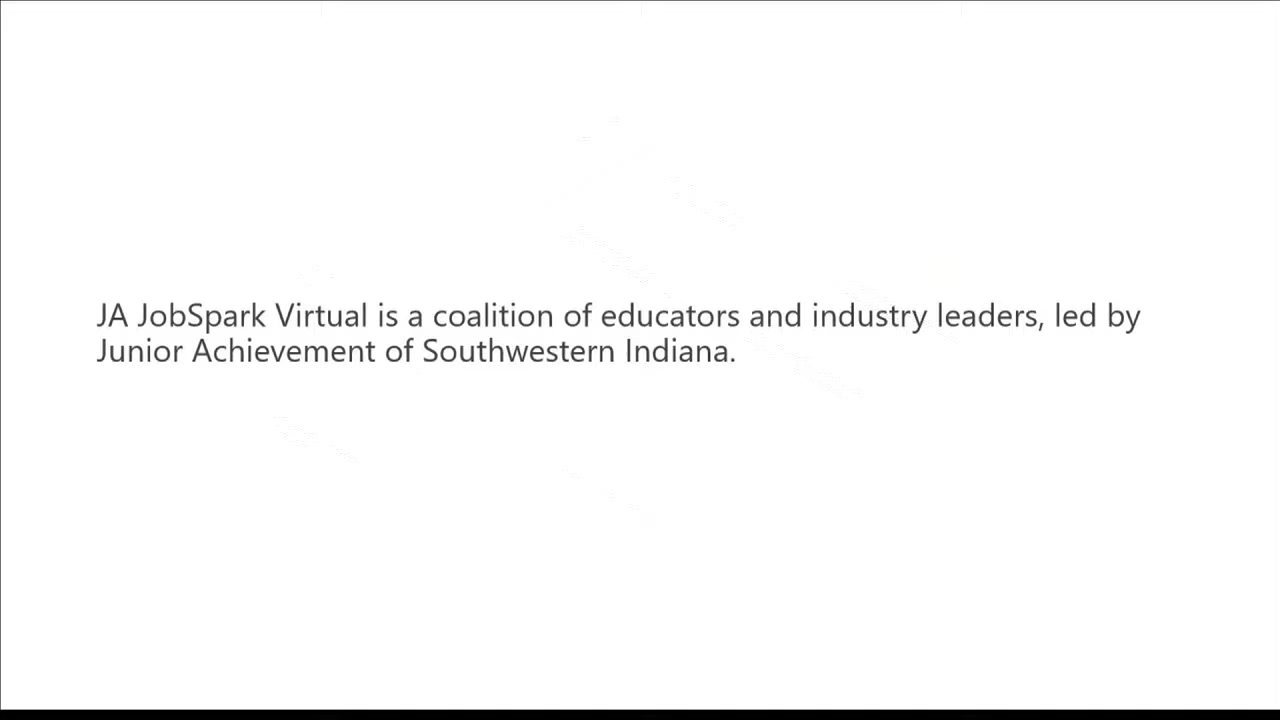 JA JobSpark Virtual is a coalition of educators and industry leaders, led by
Junior Achievement of Southwestern Indiana.